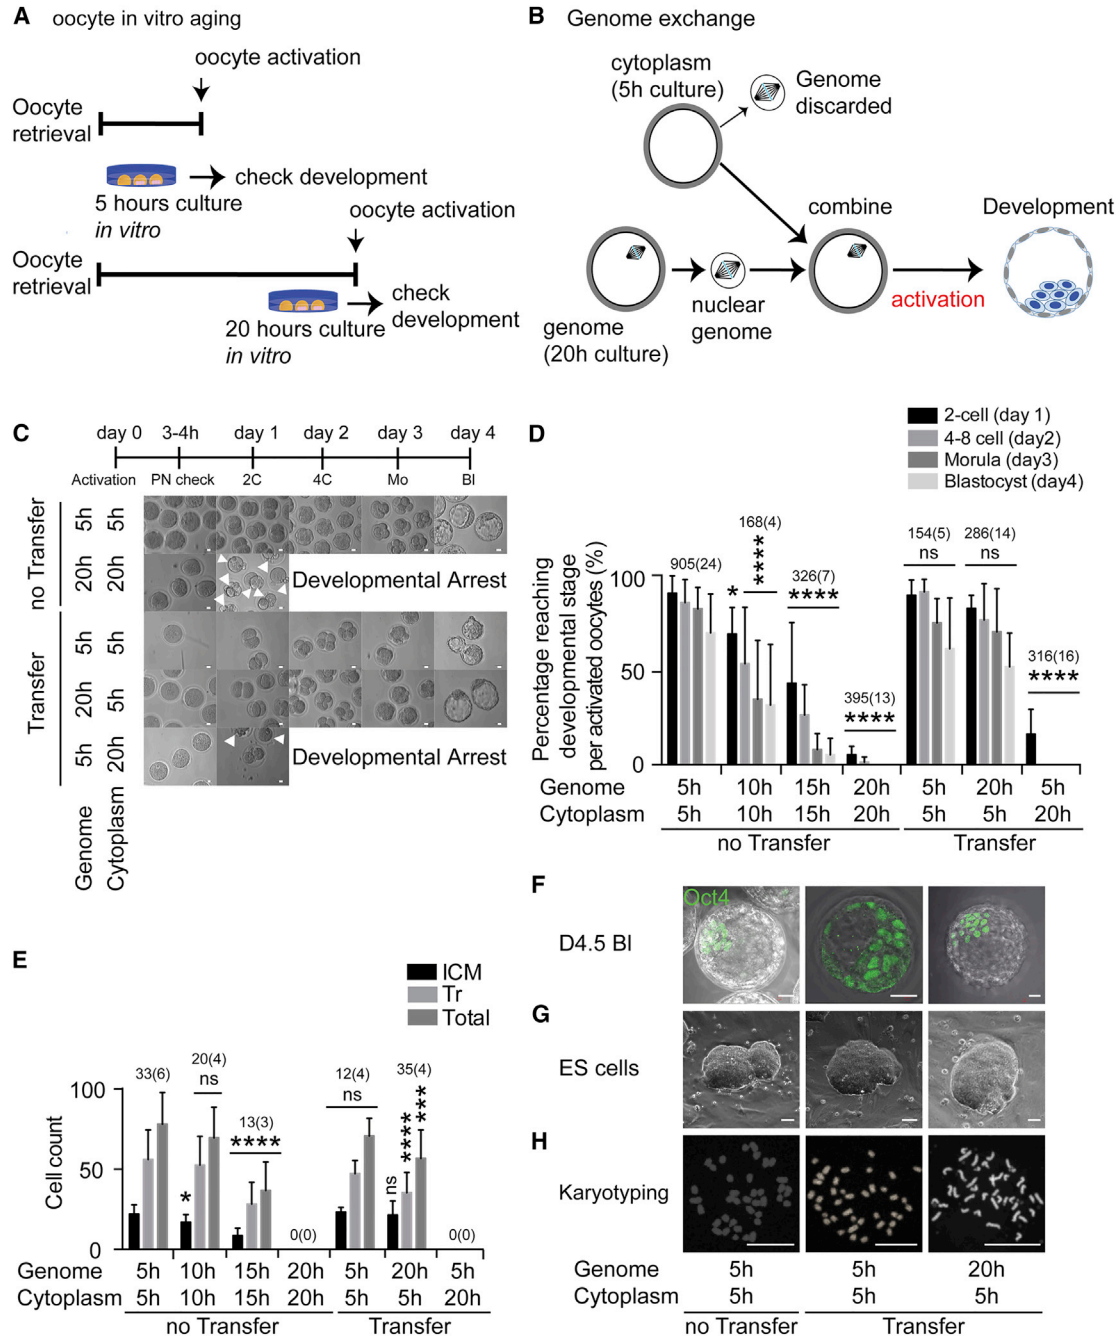 A oocyte in vitro aging
oocyte activation
Oocyte
retrieval
check development
5 hours culture
in vitro
oocyte activation
Oocyte
retrieval
check
development
20 hours culture
in vitro
B Genome exchange
cytoplasm
(5h culture)
Genome
discarded
combine
Development
activation
nuclear
genome
genome
(20h culture)
C
day 0 3-4h day 1 day 2 day 3 day 4
Activation PN check 2C 4C Mo Bl
no Transfer
5h 5h
20h 20h
Developmental Arrest
Transfer
5h 5h
20h 5h
5h 20h
Developmental Arrest
Genome
Cytoplasm
D
2-cell (day 1)
4-8 cell (day2)
Morula (day3)
Blastocyst (day4)
Percentage reaching
developmental stage
per activated oocytes (%)
100
50
0
905(24)
*
168(4)
****
326(7)
****
395(13)
****
154(5)
ns
286(14)
ns
316(16)
****
Genome 5h 10h 15h 20h 5h 20h 5h
Cytoplasm 5h 10h 15h 20h 5h 5h 20h
no Transfer Transfer
E
ICM
Tr
Total
Cell count
100
50
0
33(6)
*
20(4)
ns
13(3)
****
0(0)
12(4)
ns
35(4)
ns
****
***
0(0)
Genome 5h 10h 15h 20h 5h 20h 5h
Cytoplasm 5h 10h 15h 20h 5h 5h 20h
no Transfer Transfer
F
Oct4
D4.5 Bl
G
ES cells
H
Karyotyping
Genome 5h 5h 20h
Cytoplasm 5h 5h 5h
no Transfer Transfer